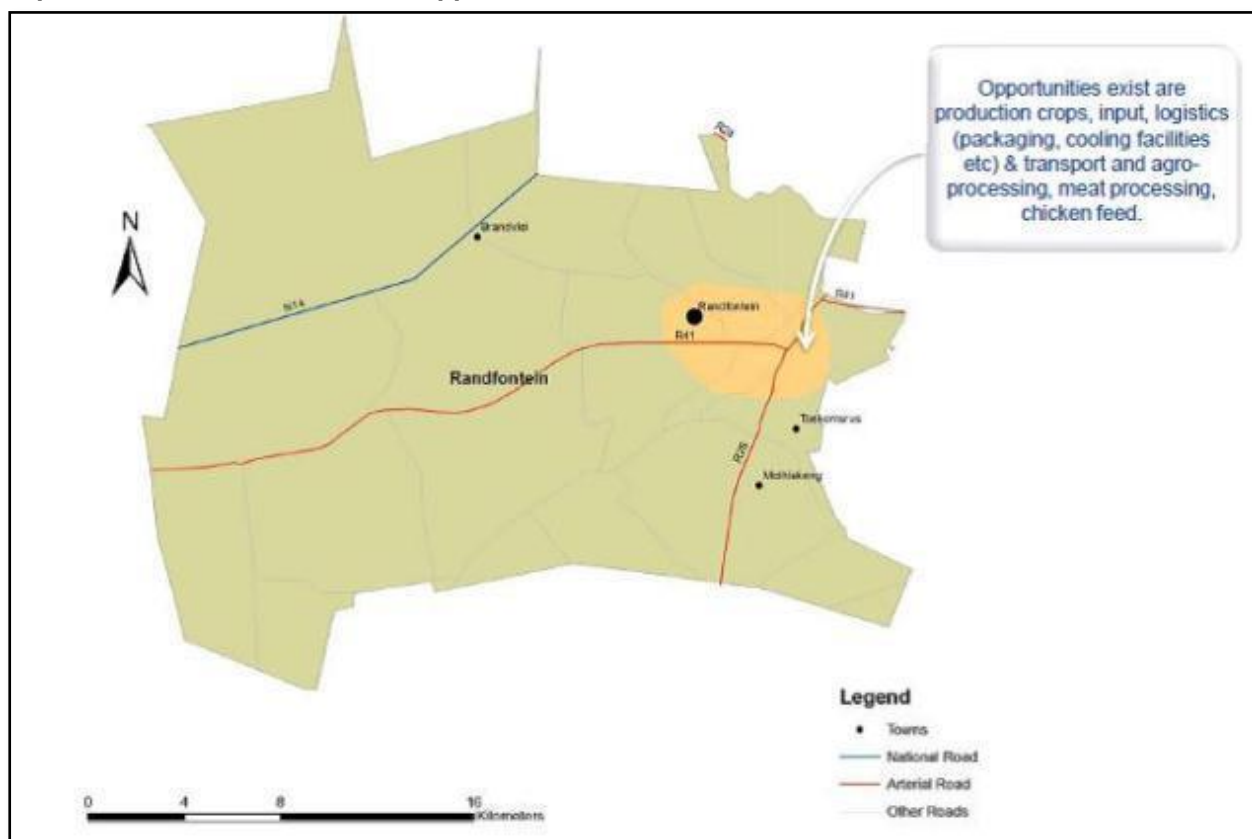 Opportunities exist are
production crops, input, logistics
(packaging, cooling facilities
etc) & transport and agro-
processing, meat processing,
chicken feed.
N
Brandvlei
N14
Randfontein
R41
R41
Randfontein
R28
Toekomsrus
Mohlakeng
Legend
Towns
National Road
Arterial Road
Other Roads
0 4 8 16
Kilometers